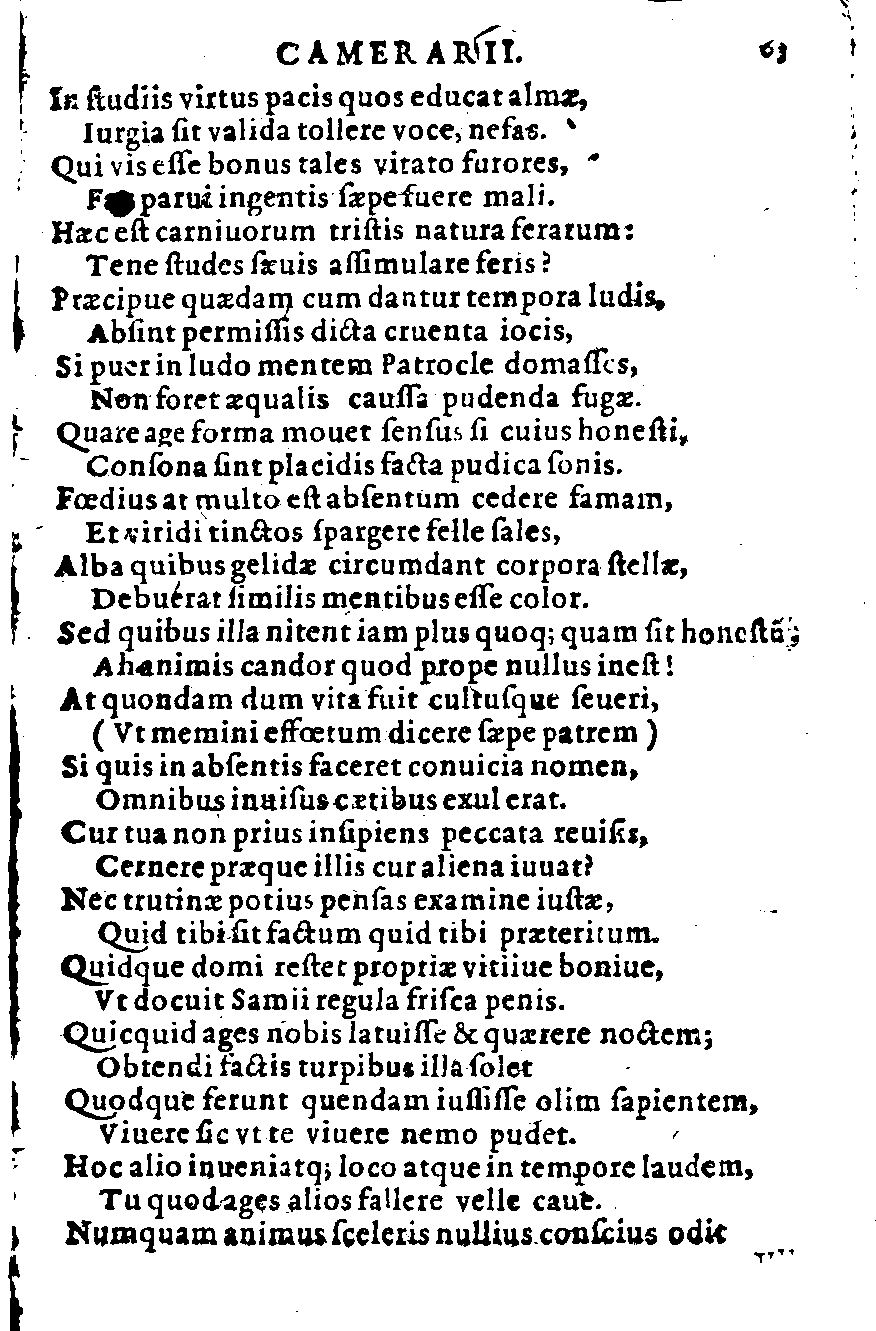 CAMERARII. 63
In ſtudiis virtus pacis quos educat almæ,
Iurgia ſit valida tollere voce, nefas.
Qui vis eſſe bonus tales vitato furores,
parui ingentis ſæpe fuere mali.
Hæc eſt carniuorum triſtis natura ferarum:
Tene ſtudes ſæuis aſſimulare feris?
Præcipue quædam cum dantur tempora ludis,
Abſint permiſſis dicta cruenta iocis,
Si puer in ludo mentem Patrocle domaſſes,
Non foret æqualis cauſſa pudenda fugæ.
Quare age forma mouet ſenſus ſi cuius honeſti,
Conſona ſint placidis facta pudica ſonis.
Fœdius at multo eſt abſentum cedere famam,
Et viridi tinctos ſpargere felle ſales,
Alba quibus gelidæ circumdant corpora ſtellæ,
Debuerat ſimilis mentibus eſſe color.
Sed quibus illa nitent iam plus quoq; quam ſit honeſtū;
Ah animis candor quod prope nullus ineſt!
At quondam dum vita fuit cultuſque ſeueri,
(Vt memini effœtum dicere ſæpe patrem)
Si quis in abſentis faceret conuicia nomen,
Omnibus inuiſus cætibus exul erat.
Cur tua non prius inſipiens peccata reuiſis,
Cernere præque illis cur aliena iuuat?
Nec trutinæ potius penſas examine iuſtæ,
Quid tibi ſit factum quid tibi præteritum.
Quidque domi reſtet propriæ vitiiue boniue,
Vt docuit Samii regula friſca penis.
Quicquid ages nobis latuiſſe & quærere noctem;
Obtendi factis turpibus illa ſolet
Quodque ferunt quendam iuſſiſſe olim ſapientem,
Viuere ſic vt te viuere nemo pudet.
Hoc alio inueniatq; loco atque in tempore laudem,
Tu quod ages alios fallere velle caue.
Numquam animus ſceleris nullius conſcius odit